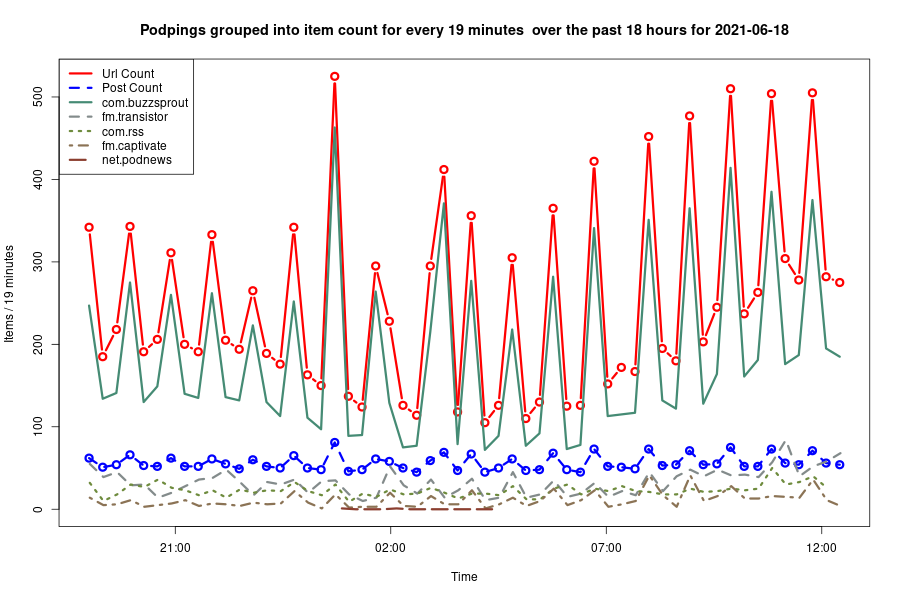 Podpings grouped into item count for every 19 minutes  over the past 18 hours for 2021-06-18
Url Count
Post Count
com.buzzsprout
fm.transistor
com.rss
fm.captivate
net.podnews
Items / 19 minutes
500
400
300
200
100
0
21:00
02:00
07:00
12:00
Time